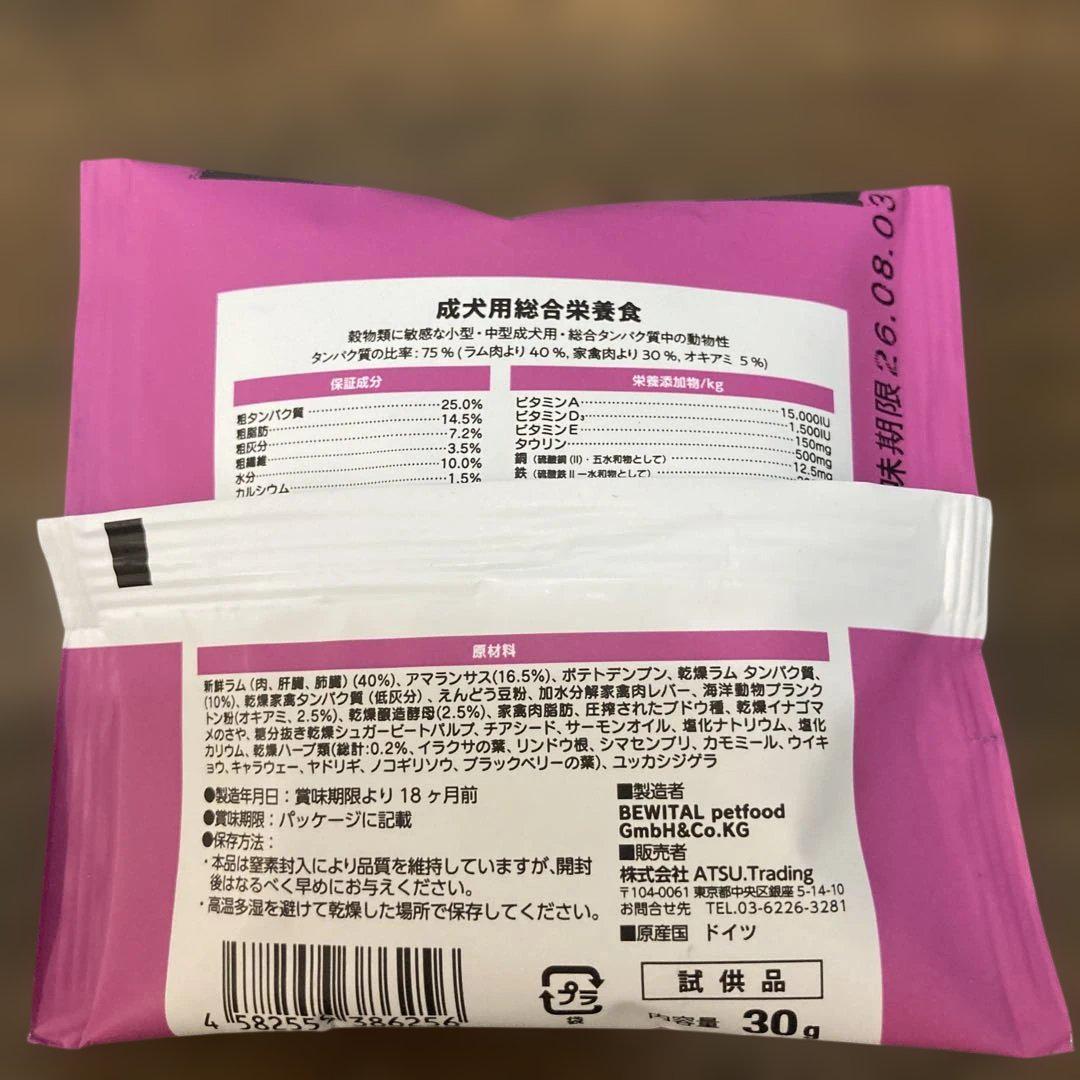 味期限26.08.03
成犬用総合栄養食
穀物類に敏感な小型・中型成犬用・総合タンパク質中の動物性
タンパク質の比率:75%(ラム肉より40%,家禽肉より30%,オキアミ 5%)
保証成分
粗タンパク質 25.0%
粗脂肪 14.5%
粗灰分 7.2%
粗繊維 3.5%
水分 10.0%
カルシウム 1.5%
栄養添加物/kg
ビタミンA 15,000IU
ビタミンD₃ 1,500IU
ビタミンE 150mg
タウリン 500mg
銅(硫酸銅(II)・五水和物として) 12.5mg
鉄(硫酸鉄II一水和物として)
原材料
新鮮ラム(肉、肝臓、肺臓)(40%)、アマランサス(16.5%)、ポテトデンプン、乾燥ラム タンパク質、
(10%)、乾燥家禽タンパク質(低灰分)、えんどう豆粉、加水分解家禽肉レバー、海洋動物プランク
トン粉(オキアミ、2.5%)、乾燥醸造酵母(2.5%)、家禽肉脂肪、圧搾されたブドウ種、乾燥イナゴマ
メのさや、糖分抜き乾燥シュガービートパルプ、チアシード、サーモンオイル、塩化ナトリウム、塩化
カリウム、乾燥ハーブ類(総計:0.2%、イラクサの葉、リンドウ根、シマセンブリ、カモミール、ウイキ
ョウ、キャラウェー、ヤドリギ、ノコギリソウ、ブラックベリーの葉)、ユッカシジゲラ
●製造年月日:賞味期限より18ヶ月前
●賞味期限:パッケージに記載
●保存方法:
・本品は窒素封入により品質を維持していますが、開封
後はなるべく早めにお与えください。
・高温多湿を避けて乾燥した場所で保存してください。
■製造者
BEWITAL petfood
GmbH&Co.KG
■販売者
株式会社 ATSU.Trading
〒104-0061 東京都中央区銀座 5-14-10
お問合せ先 TEL.03-6226-3281
■原産国 ドイツ
4 582557 386256
プラ
袋
試供品
内容量 30g